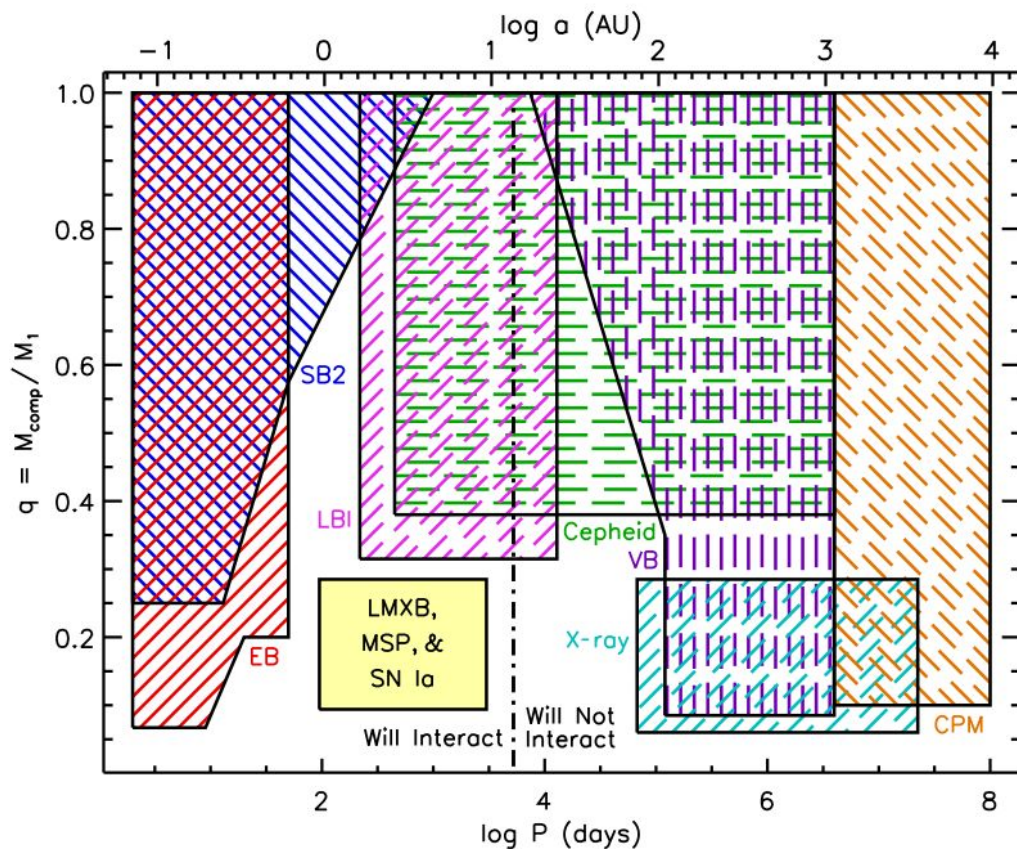 log a (AU)
-1 0 1 2 3 4
1.0
0.8
0.6
0.4
0.2
q = M_comp / M_1
SB2
LBI
Cepheid
VB
LMXB,
MSP, &
SN Ia
EB
X-ray
Will Interact
Will Not
Interact
CPM
2 4 6 8
log P (days)